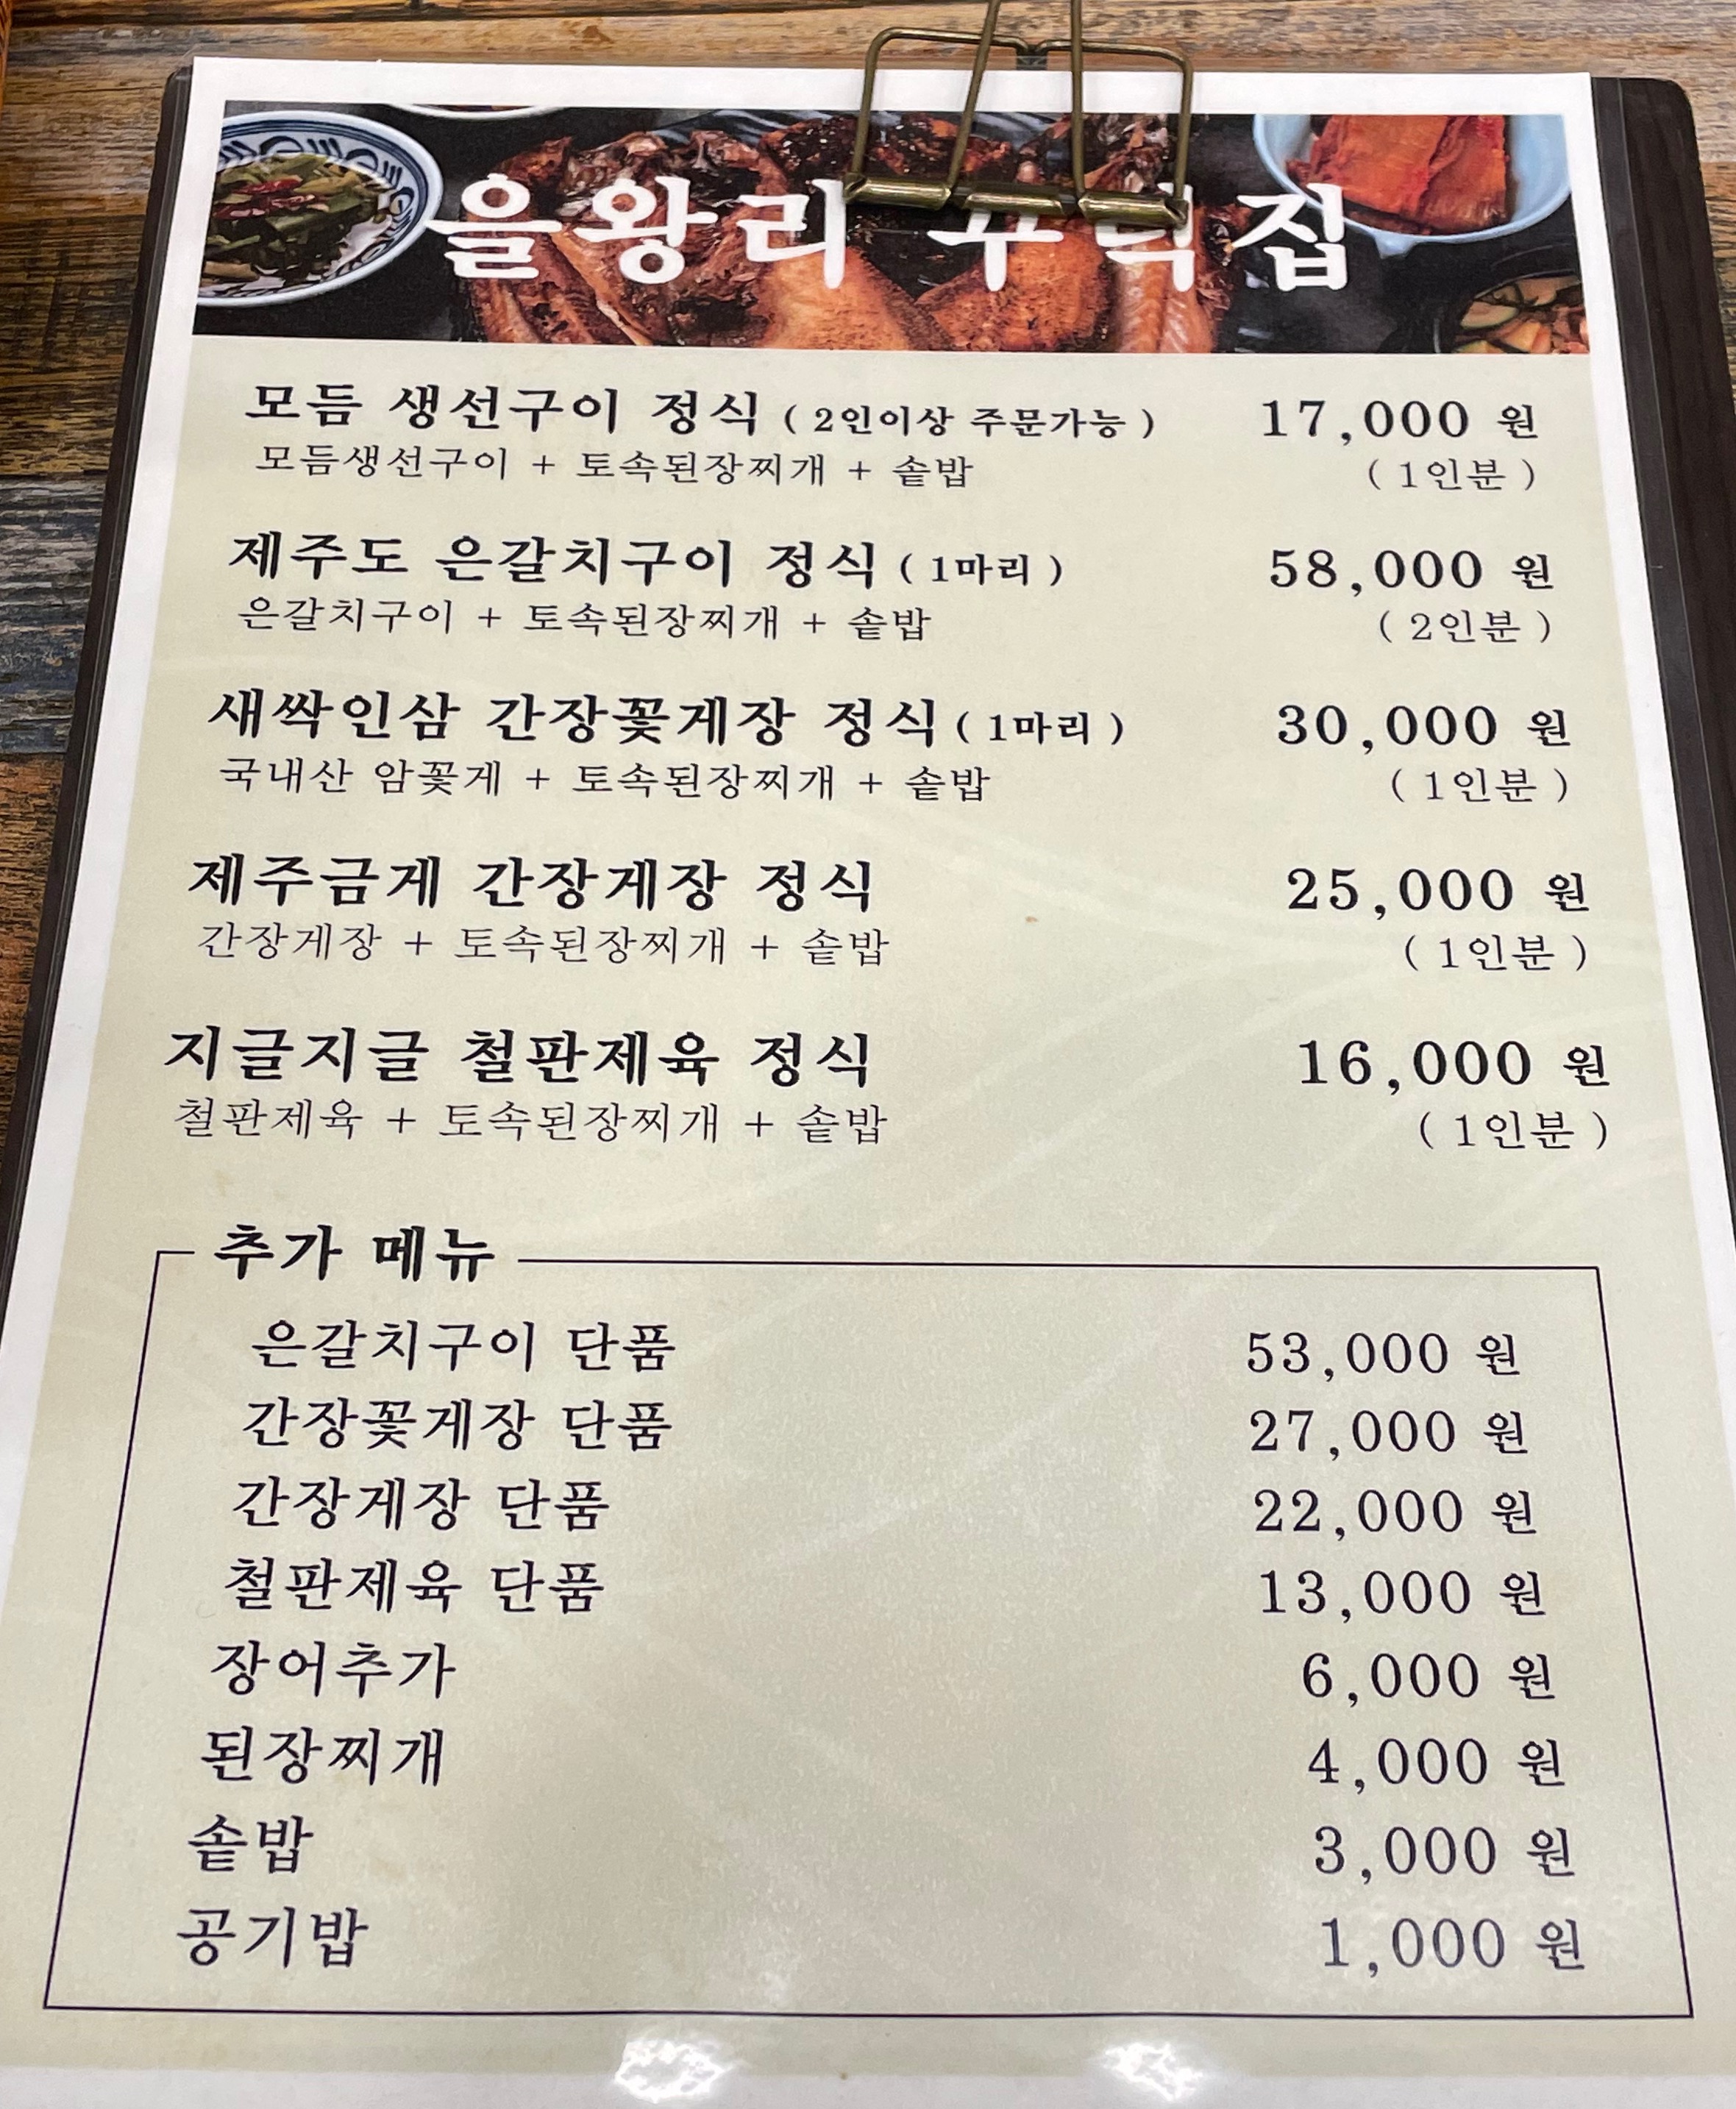 을왕리
모듬 생선구이 정식 ( 2인이상 주문가능 ) 17,000 원
모듬생선구이 + 토속된장찌개 + 솥밥 ( 1인분 )
제주도 은갈치구이 정식 ( 1마리 ) 58,000 원
은갈치구이 + 토속된장찌개 + 솥밥 ( 2인분 )
새싹인삼 간장꽃게장 정식 ( 1마리 ) 30,000 원
국내산 암꽃게 + 토속된장찌개 + 솥밥 ( 1인분 )
제주금게 간장게장 정식 25,000 원
간장게장 + 토속된장찌개 + 솥밥 ( 1인분 )
지글지글 철판제육 정식 16,000 원
철판제육 + 토속된장찌개 + 솥밥 ( 1인분 )
추가 메뉴
은갈치구이 단품 53,000 원
간장꽃게장 단품 27,000 원
간장게장 단품 22,000 원
철판제육 단품 13,000 원
장어추가 6,000 원
된장찌개 4,000 원
솥밥 3,000 원
공기밥 1,000 원